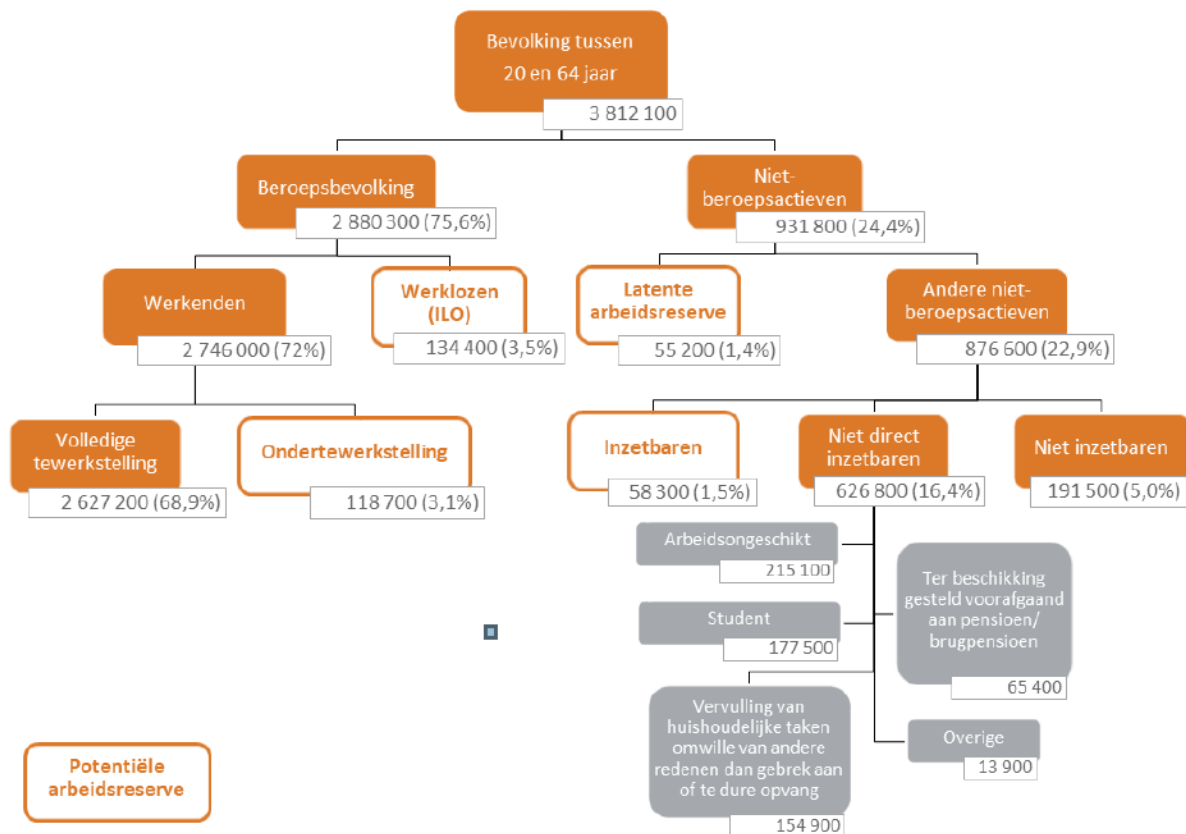 Bevolking tussen
20 en 64 jaar
3 812 100
Beroepsbevolking
2 880 300 (75,6%)
Niet-
beroepsactieven
931 800 (24,4%)
Werkenden
2 746 000 (72%)
Werklozen
(ILO)
134 400 (3,5%)
Latente
arbeidsreserve
55 200 (1,4%)
Andere niet-
beroepsactieven
876 600 (22,9%)
Volledige
tewerkstelling
2 627 200 (68,9%)
Ondertewerkstelling
118 700 (3,1%)
Inzetbaren
58 300 (1,5%)
Niet direct
inzetbaren
626 800 (16,4%)
Niet inzetbaren
191 500 (5,0%)
Arbeidsongeschikt
215 100
Ter beschikking
gesteld voorafgaand
aan pensioen/
brugpensioen
65 400
Student
177 500
Vervulling van
huishoudelijke taken
omwille van andere
redenen dan gebrek aan
of te dure opvang
154 900
Overige
13 900
Potentiële
arbeidsreserve